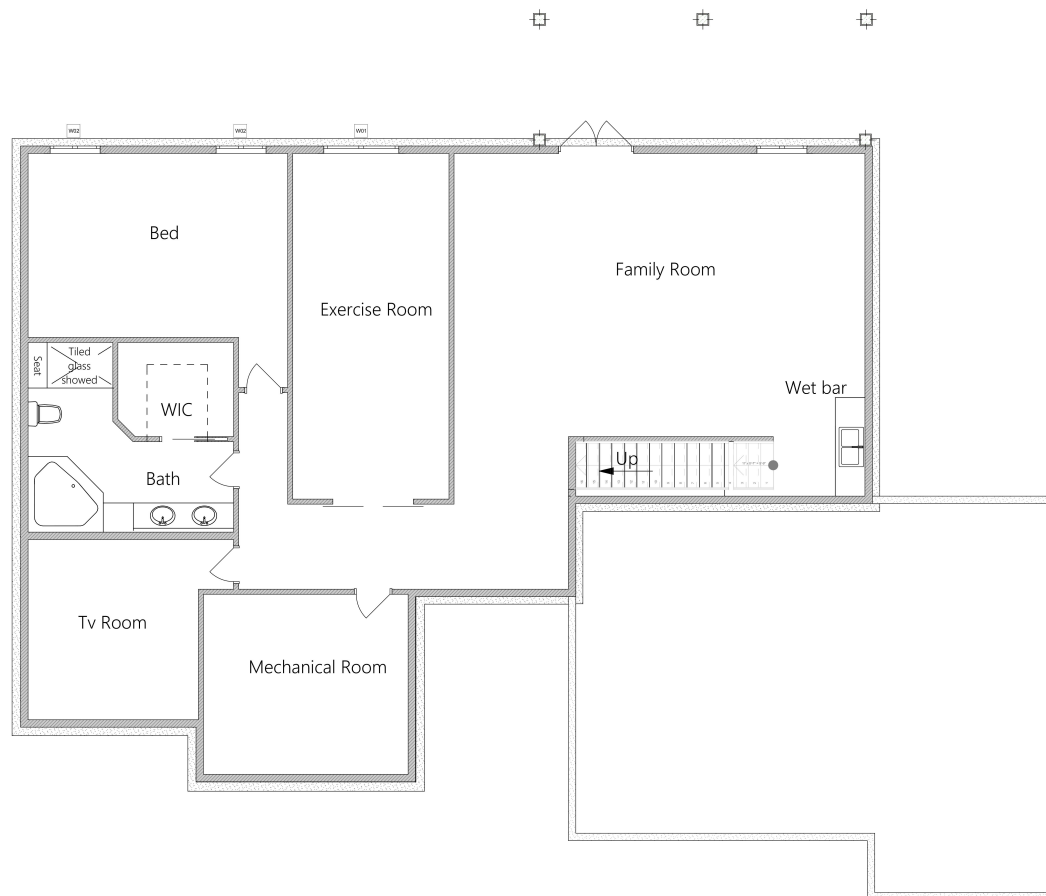 W02
W02
W01
Bed
Family Room
Exercise Room
Seat
Tiled
glass
showed
Wet bar
WIC
Up
Bath
Tv Room
Mechanical Room